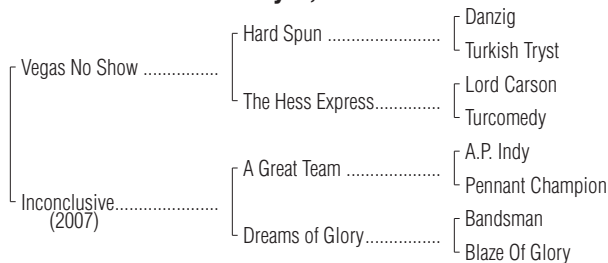 Danzig
Hard Spun ......................
Turkish Tryst
Vegas No Show ................
Lord Carson
The Hess Express..............
Turcomedy
A.P. Indy
A Great Team ....................
Pennant Champion
Inconclusive......................
(2007)
Bandsman
Dreams of Glory................
Blaze Of Glory